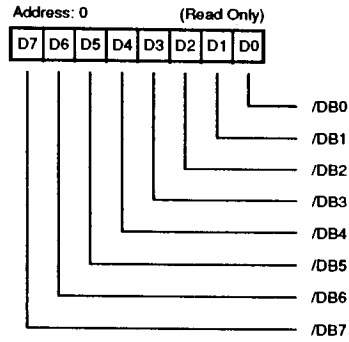 Address: 0 (Read Only)
D7 D6 D5 D4 D3 D2 D1 D0
/DB0
/DB1
/DB2
/DB3
/DB4
/DB5
/DB6
/DB7